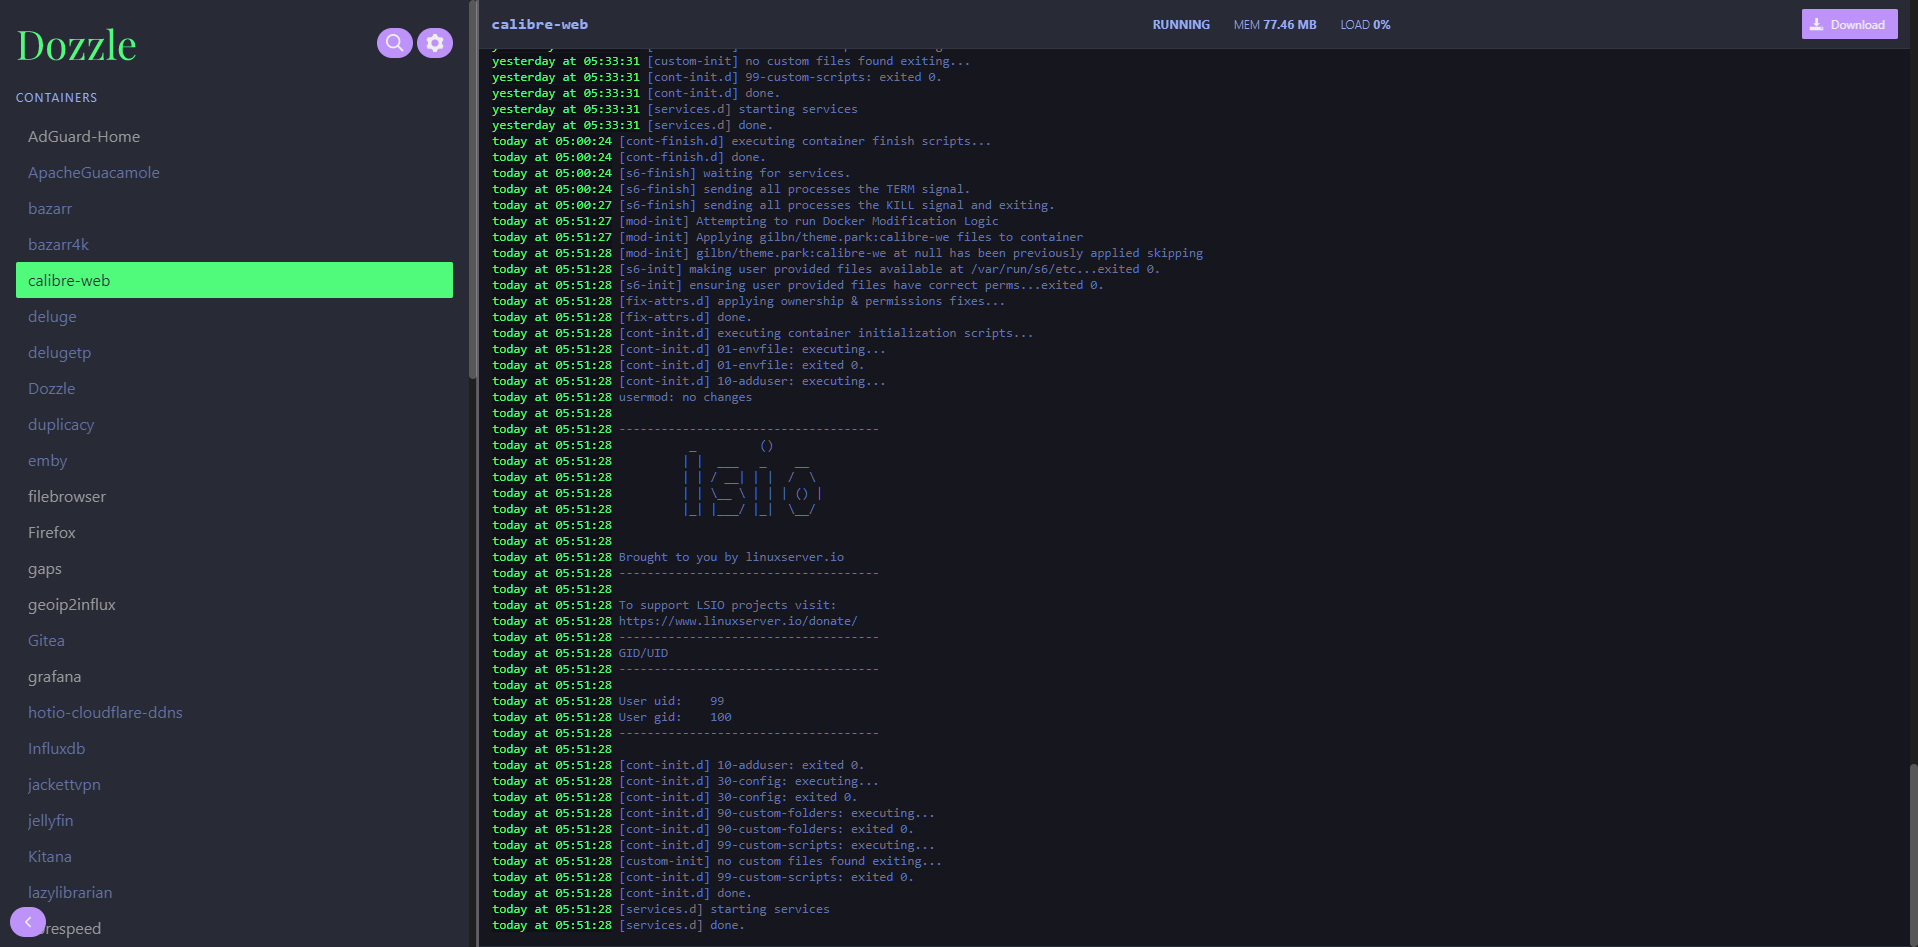 Dozzle
CONTAINERS
AdGuard-Home
ApacheGuacamole
bazarr
bazarr4k
calibre-web
deluge
delugetp
Dozzle
duplicacy
emby
filebrowser
Firefox
gaps
geoip2influx
Gitea
grafana
hotio-cloudflare-ddns
Influxdb
jackettvpn
jellyfin
Kitana
lazylibrarian
respeed
calibre-web
RUNNING MEM 77.46 MB LOAD 0%
Download
yesterday at 05:33:31 [custom-init] no custom files found exiting...
yesterday at 05:33:31 [cont-init.d] 99-custom-scripts: exited 0.
yesterday at 05:33:31 [cont-init.d] done.
yesterday at 05:33:31 [services.d] starting services
yesterday at 05:33:31 [services.d] done.
today at 05:00:24 [cont-finish.d] executing container finish scripts...
today at 05:00:24 [cont-finish.d] done.
today at 05:00:24 [s6-finish] waiting for services.
today at 05:00:24 [s6-finish] sending all processes the TERM signal.
today at 05:00:27 [s6-finish] sending all processes the KILL signal and exiting.
today at 05:51:27 [mod-init] Attempting to run Docker Modification Logic
today at 05:51:27 [mod-init] Applying gilbn/theme.park:calibre-we files to container
today at 05:51:28 [mod-init] gilbn/theme.park:calibre-we at null has been previously applied skipping
today at 05:51:28 [s6-init] making user provided files available at /var/run/s6/etc...exited 0.
today at 05:51:28 [s6-init] ensuring user provided files have correct perms...exited 0.
today at 05:51:28 [fix-attrs.d] applying ownership & permissions fixes...
today at 05:51:28 [fix-attrs.d] done.
today at 05:51:28 [cont-init.d] executing container initialization scripts...
today at 05:51:28 [cont-init.d] 01-envfile: executing...
today at 05:51:28 [cont-init.d] 01-envfile: exited 0.
today at 05:51:28 [cont-init.d] 10-adduser: executing...
today at 05:51:28 usermod: no changes
today at 05:51:28
today at 05:51:28 -------------------------------------
today at 05:51:28           _         ()
today at 05:51:28          | |  ___   _    __
today at 05:51:28          | | / __| | |  /  \
today at 05:51:28          | | \__ \ | | | () |
today at 05:51:28          |_| |___/ |_|  \__/
today at 05:51:28
today at 05:51:28
today at 05:51:28 Brought to you by linuxserver.io
today at 05:51:28 -------------------------------------
today at 05:51:28
today at 05:51:28 To support LSIO projects visit:
today at 05:51:28 https://www.linuxserver.io/donate/
today at 05:51:28 -------------------------------------
today at 05:51:28 GID/UID
today at 05:51:28 -------------------------------------
today at 05:51:28
today at 05:51:28 User uid:    99
today at 05:51:28 User gid:    100
today at 05:51:28 -------------------------------------
today at 05:51:28
today at 05:51:28 [cont-init.d] 10-adduser: exited 0.
today at 05:51:28 [cont-init.d] 30-config: executing...
today at 05:51:28 [cont-init.d] 30-config: exited 0.
today at 05:51:28 [cont-init.d] 90-custom-folders: executing...
today at 05:51:28 [cont-init.d] 90-custom-folders: exited 0.
today at 05:51:28 [cont-init.d] 99-custom-scripts: executing...
today at 05:51:28 [custom-init] no custom files found exiting...
today at 05:51:28 [cont-init.d] 99-custom-scripts: exited 0.
today at 05:51:28 [cont-init.d] done.
today at 05:51:28 [services.d] starting services
today at 05:51:28 [services.d] done.